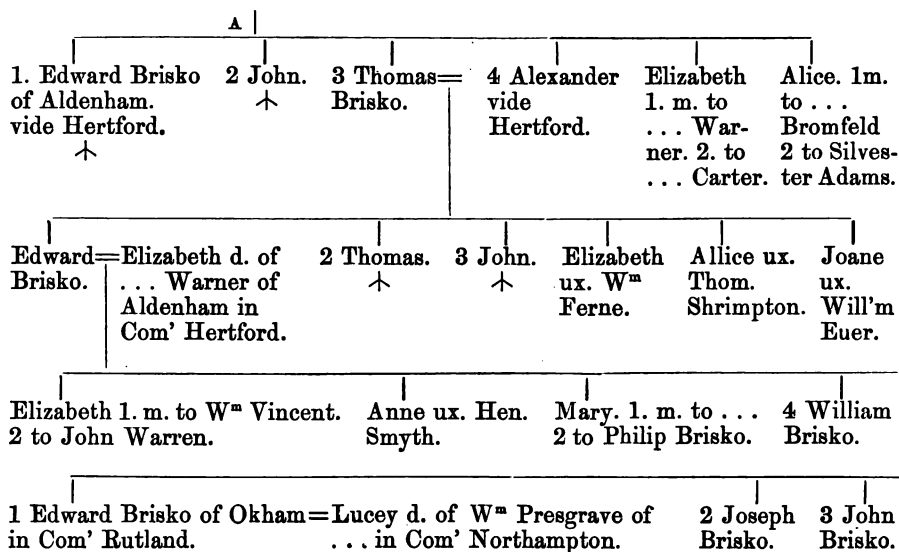 A
1. Edward Brisko 2 John. 3 Thomas= 4 Alexander Elizabeth Alice. 1m.
of Aldenham. Brisko. vide 1. m. to to . . .
vide Hertford. Hertford. . . . War- Bromfeld
ner. 2. to 2 to Silves-
. . . Carter. ter Adams.
Edward=Elizabeth d. of 2 Thomas. 3 John. Elizabeth Allice ux. Joane
Brisko. . . . Warner of ux. Wᵐ Thom. ux.
Aldenham in Ferne. Shrimpton. Will'm
Com' Hertford. Euer.
Elizabeth 1. m. to Wᵐ Vincent. Anne ux. Hen. Mary. 1. m. to . . . 4 William
2 to John Warren. Smyth. 2 to Philip Brisko. Brisko.
1 Edward Brisko of Okham=Lucey d. of Wᵐ Presgrave of 2 Joseph 3 John
in Com' Rutland. . . . in Com' Northampton. Brisko. Brisko.